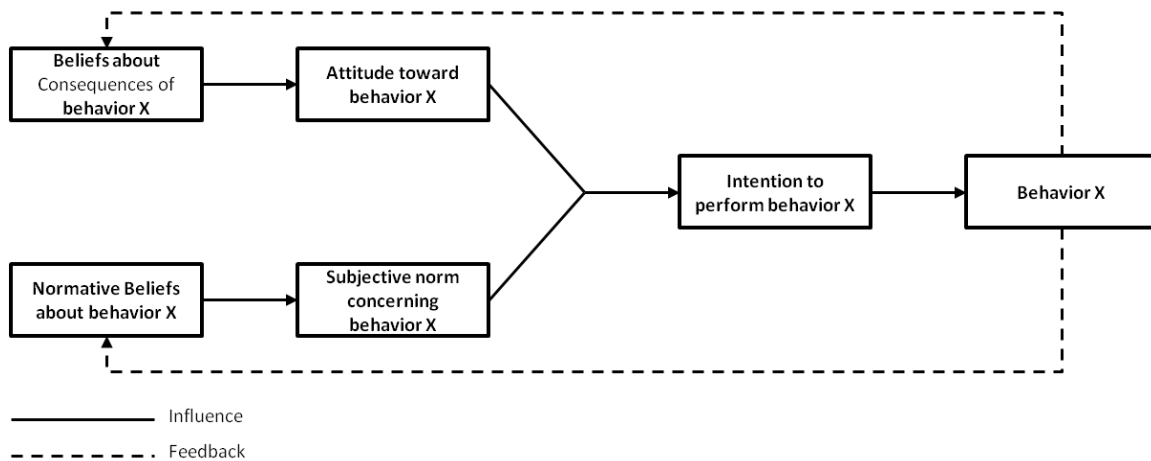 Beliefs about
Consequences of
behavior X
Attitude toward
behavior X
Intention to
perform behavior X
Behavior X
Normative Beliefs
about behavior X
Subjective norm
concerning
behavior X
Influence
Feedback